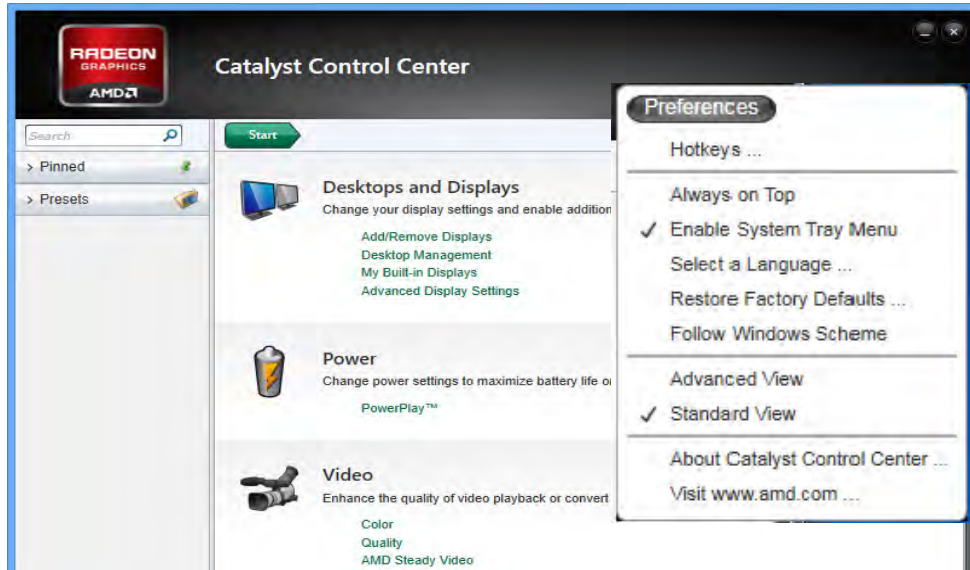 RADEON
GRAPHICS
AMD
Catalyst Control Center
Search
> Pinned
> Presets
Start
Desktops and Displays
Change your display settings and enable addition
Add/Remove Displays
Desktop Management
My Built-in Displays
Advanced Display Settings
Power
Change power settings to maximize battery life o
PowerPlay™
Video
Enhance the quality of video playback or convert
Color
Quality
AMD Steady Video
Preferences
Hotkeys ...
Always on Top
Enable System Tray Menu
Select a Language ...
Restore Factory Defaults ...
Follow Windows Scheme
Advanced View
Standard View
About Catalyst Control Center ...
Visit www.amd.com ...